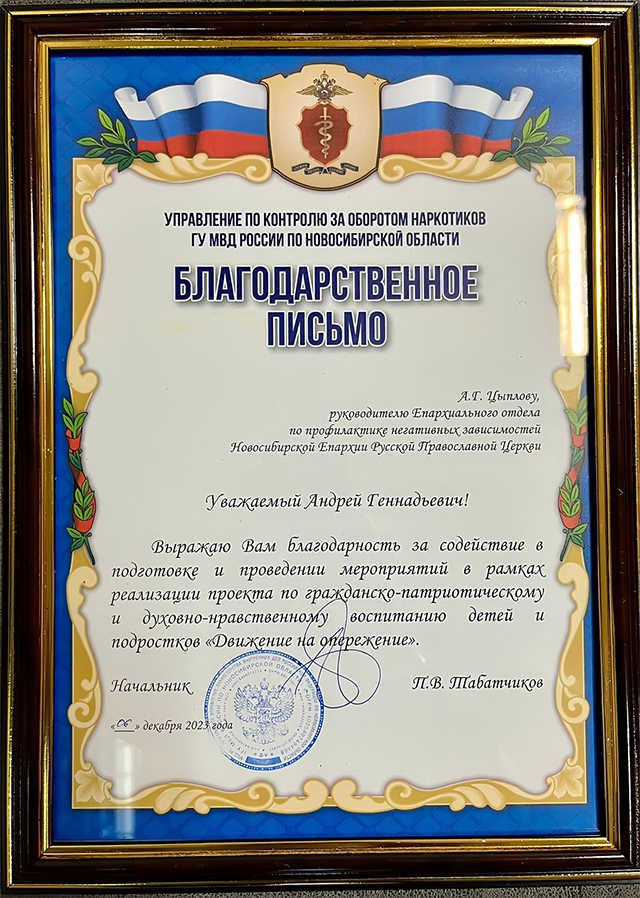 УПРАВЛЕНИЕ ПО КОНТРОЛЮ ЗА ОБОРОТОМ НАРКОТИКОВ
ГУ МВД РОССИИ ПО НОВОСИБИРСКОЙ ОБЛАСТИ
БЛАГОДАРСТВЕННОЕ
ПИСЬМО
А.Г. Цыплову,
руководителю Епархиального отдела
по профилактике негативных зависимостей
Новосибирской Епархии Русской Православной Церкви
Уважаемый Андрей Геннадьевич!
Выражаю Вам благодарность за содействие в
подготовке и проведении мероприятий в рамках
реализации проекта по гражданско-патриотическому
и духовно-нравственному воспитанию детей и
подростков «Движение на опережение».
Начальник П.В. Табатчиков
«06» декабря 2023 года